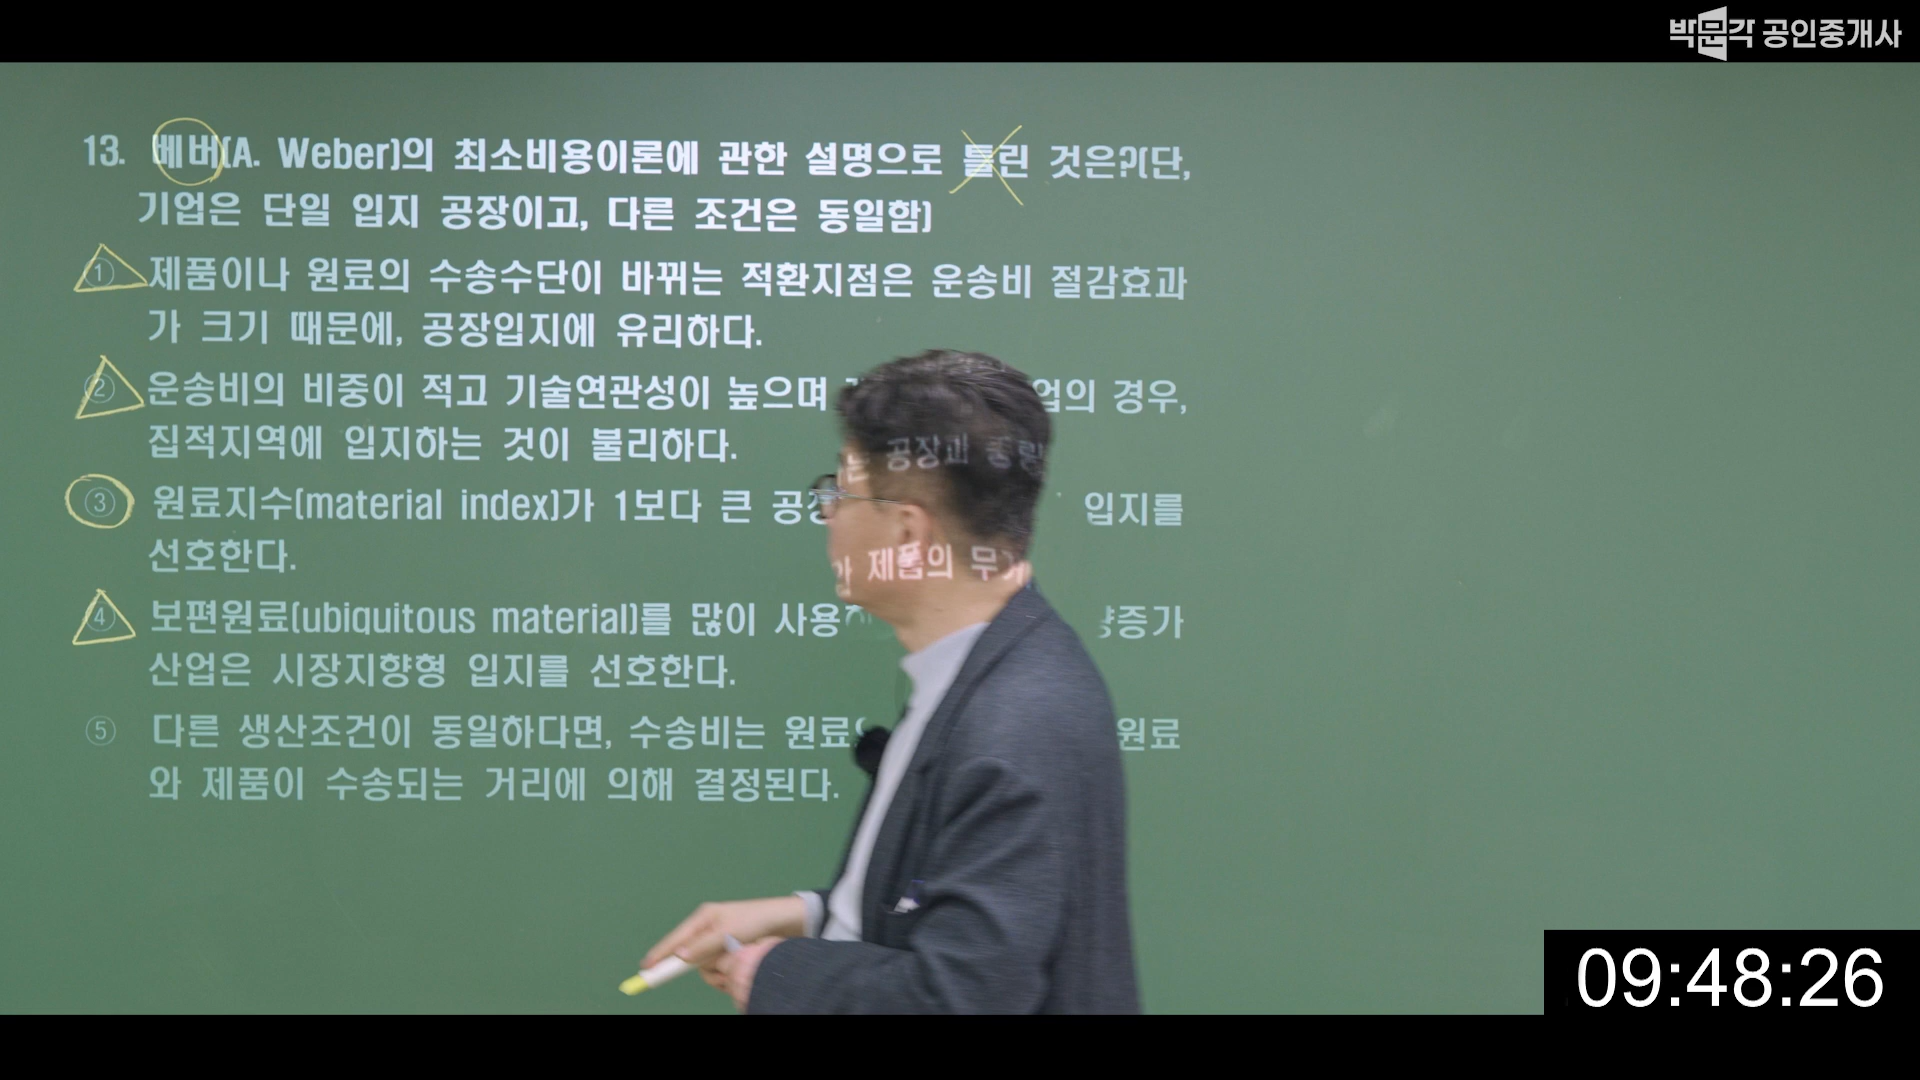 박문각 공인중개사
13. 베버(A. Weber)의 최소비용이론에 관한 설명으로 틀린 것은?(단,
기업은 단일 입지 공장이고, 다른 조건은 동일함)
① 제품이나 원료의 수송수단이 바뀌는 적환지점은 운송비 절감효과
가 크기 때문에, 공장입지에 유리하다.
② 운송비의 비중이 적고 기술연관성이 높으며 경우,
집적지역에 입지하는 것이 불리하다.
③ 원료지수(material index)가 1보다 큰 입지를
선호한다.
④ 보편원료(ubiquitous material)를 많이
산업은 시장지향형 입지를 선호한다.
⑤ 다른 생산조건이 동일하다면, 수송비는 제품의 원료
와 제품이 수송되는 거리에 의해 결정된다.
09:48:26